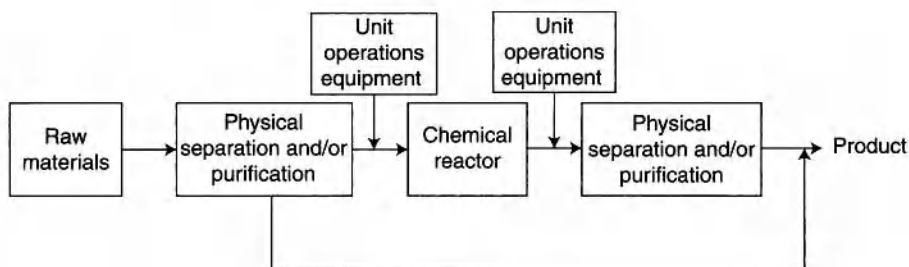 Unit
operations
equipment
Unit
operations
equipment
Raw
materials
Physical
separation and/or
purification
Chemical
reactor
Physical
separation and/or
purification
Product